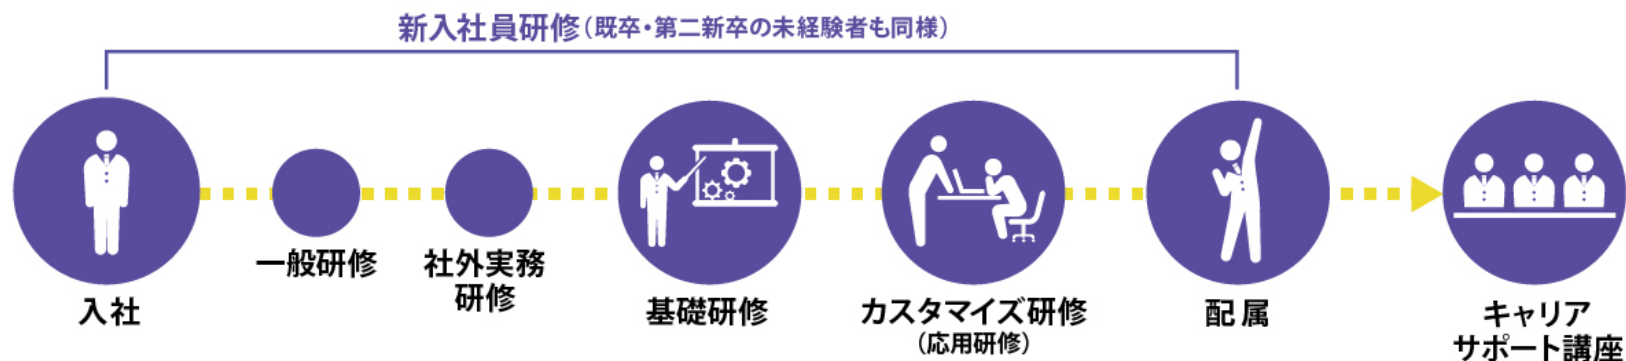 新入社員研修(既卒・第二新卒の未経験者も同様)
入社
一般研修
社外実務
研修
基礎研修
カスタマイズ研修
(応用研修)
配属
キャリア
サポート講座